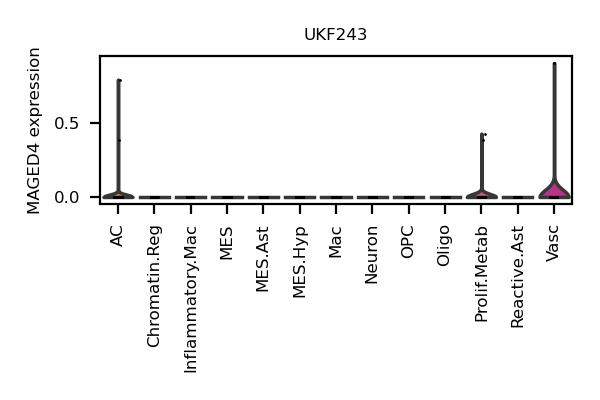 UKF243
MAGED4 expression
0.5
0.0
AC
Chromatin.Reg
Inflammatory.Mac
MES
MES.Ast
MES.Hyp
Mac
Neuron
OPC
Oligo
Prolif.Metab
Reactive.Ast
Vasc